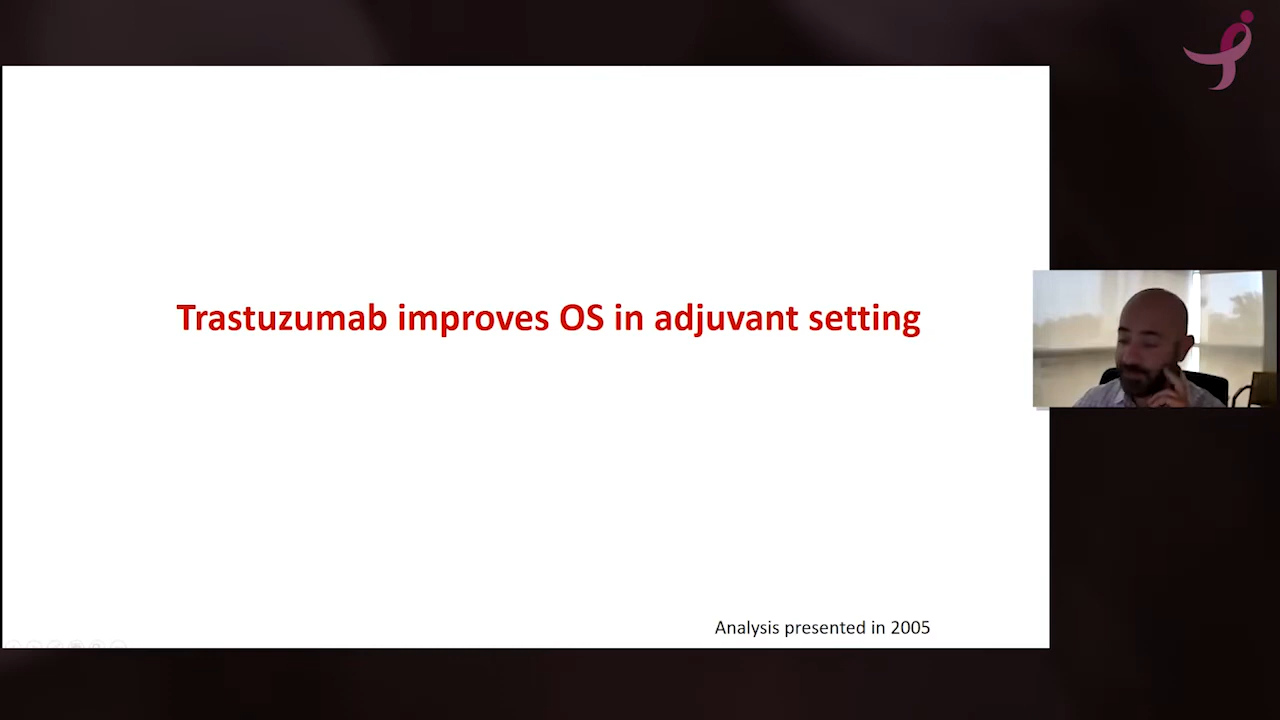 Trastuzumab improves OS in adjuvant setting
Analysis presented in 2005